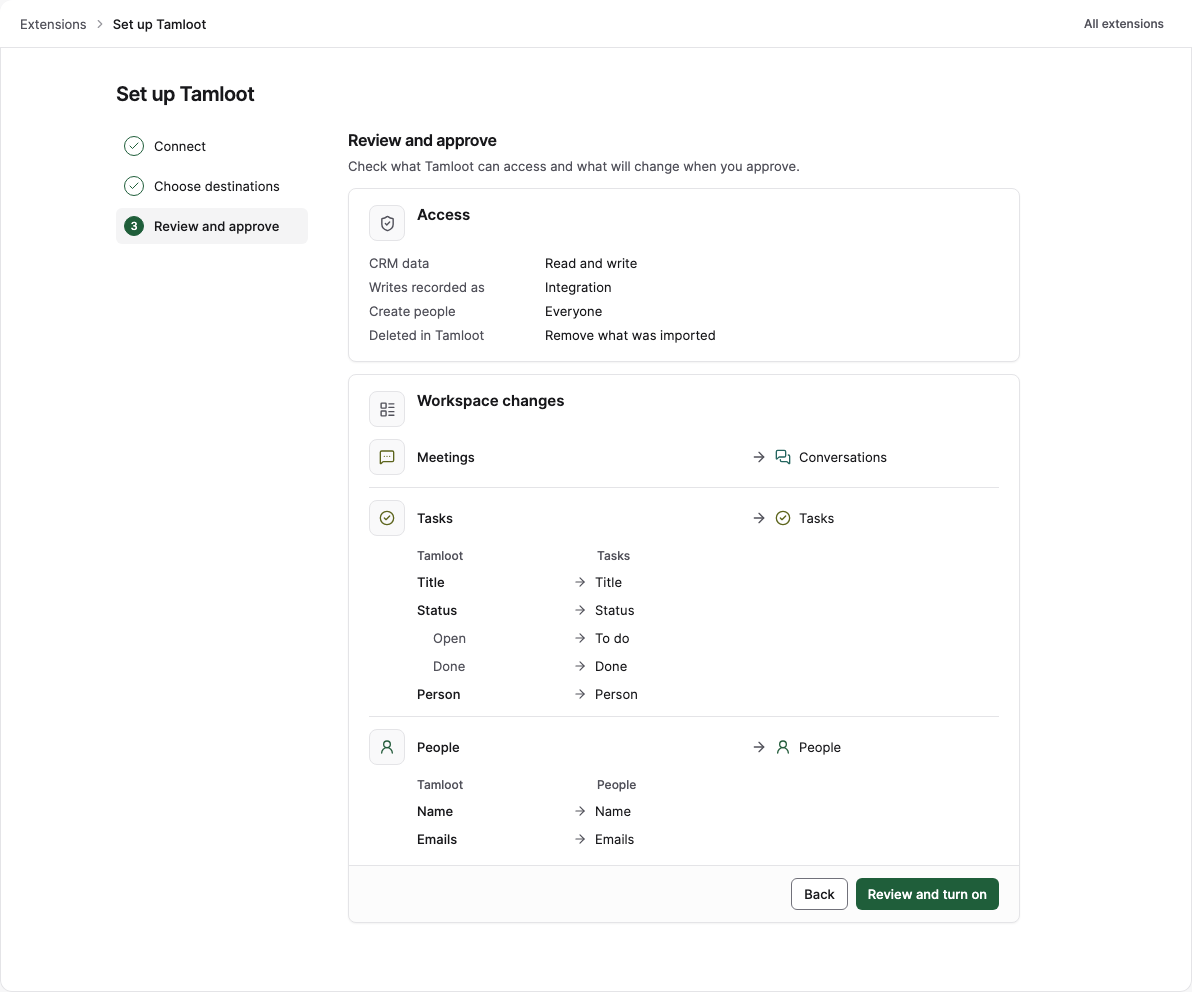 Extensions > Set up Tamloot
All extensions
Set up Tamloot
Connect
Choose destinations
3 Review and approve
Review and approve
Check what Tamloot can access and what will change when you approve.
Access
CRM data Read and write
Writes recorded as Integration
Create people Everyone
Deleted in Tamloot Remove what was imported
Workspace changes
Meetings → Conversations
Tasks → Tasks
Tamloot Tasks
Title → Title
Status → Status
Open → To do
Done → Done
Person → Person
People → People
Tamloot People
Name → Name
Emails → Emails
Back
Review and turn on